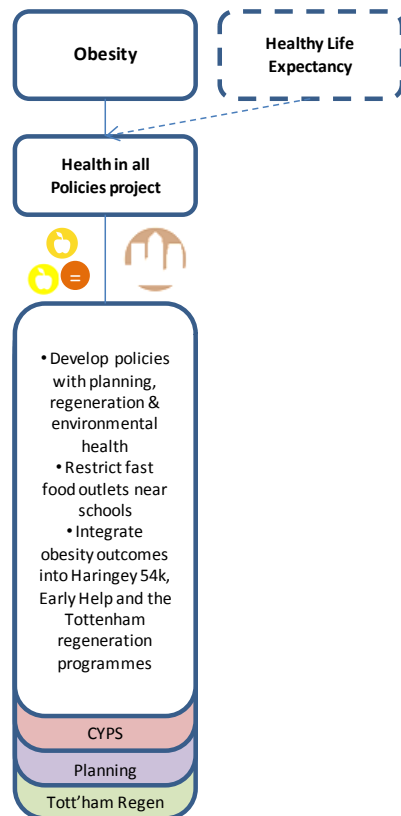 Obesity
Healthy Life
Expectancy
Health in all
Policies project
=
• Develop policies
with planning,
regeneration &
environmental
health
• Restrict fast
food outlets near
schools
• Integrate
obesity outcomes
into Haringey 54k,
Early Help and the
Tottenham
regeneration
programmes
CYPS
Planning
Tott’ham Regen